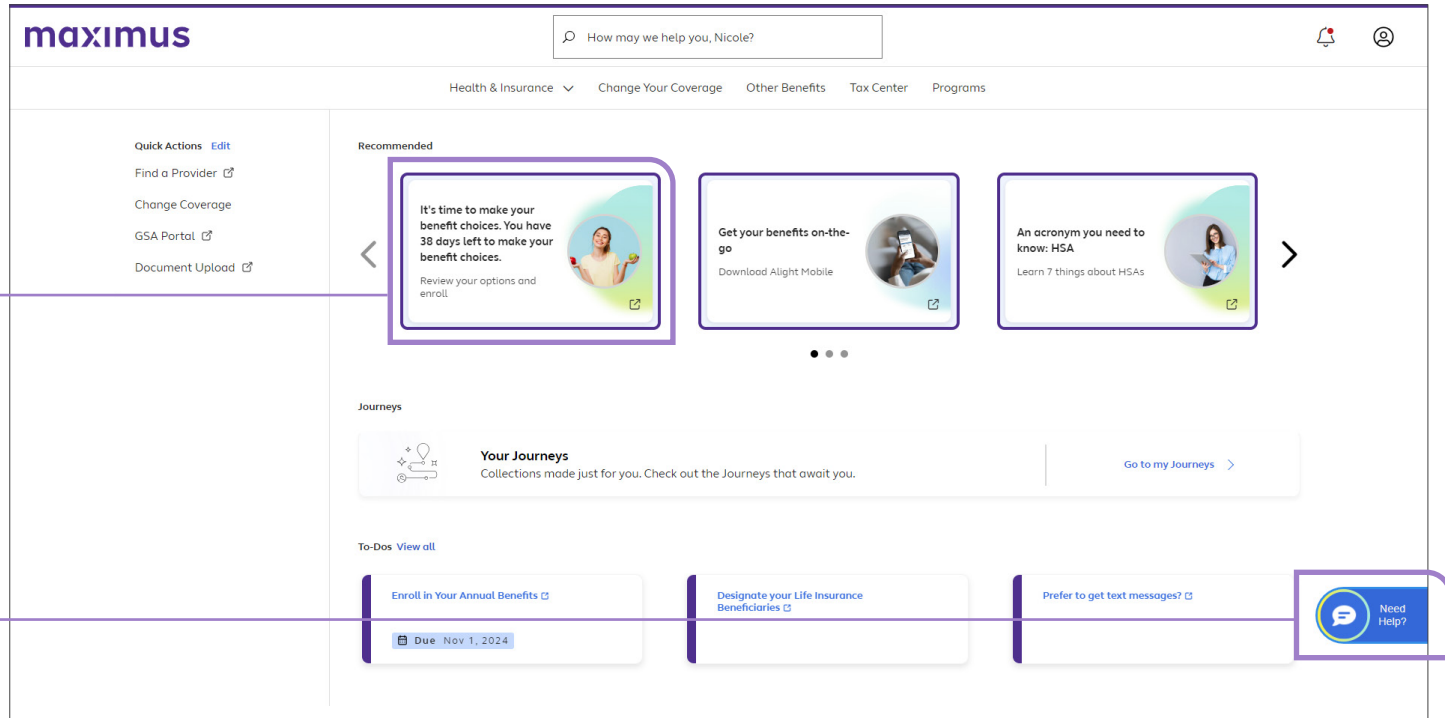 maximus
How may we help you, Nicole?
Health & Insurance
Change Your Coverage
Other Benefits
Tax Center
Programs
Quick Actions Edit
Find a Provider
Change Coverage
GSA Portal
Document Upload
Recommended
It's time to make your
benefit choices. You have
38 days left to make your
benefit choices.
Review your options and
enroll
Get your benefits on-the-
go
Download Alight Mobile
An acronym you need to
know: HSA
Learn 7 things about HSAs
Journeys
Your Journeys
Collections made just for you. Check out the Journeys that await you.
Go to my Journeys
To-Dos View all
Enroll in Your Annual Benefits
Due Nov 1, 2024
Designate your Life Insurance
Beneficiaries
Prefer to get text messages?
Need
Help?